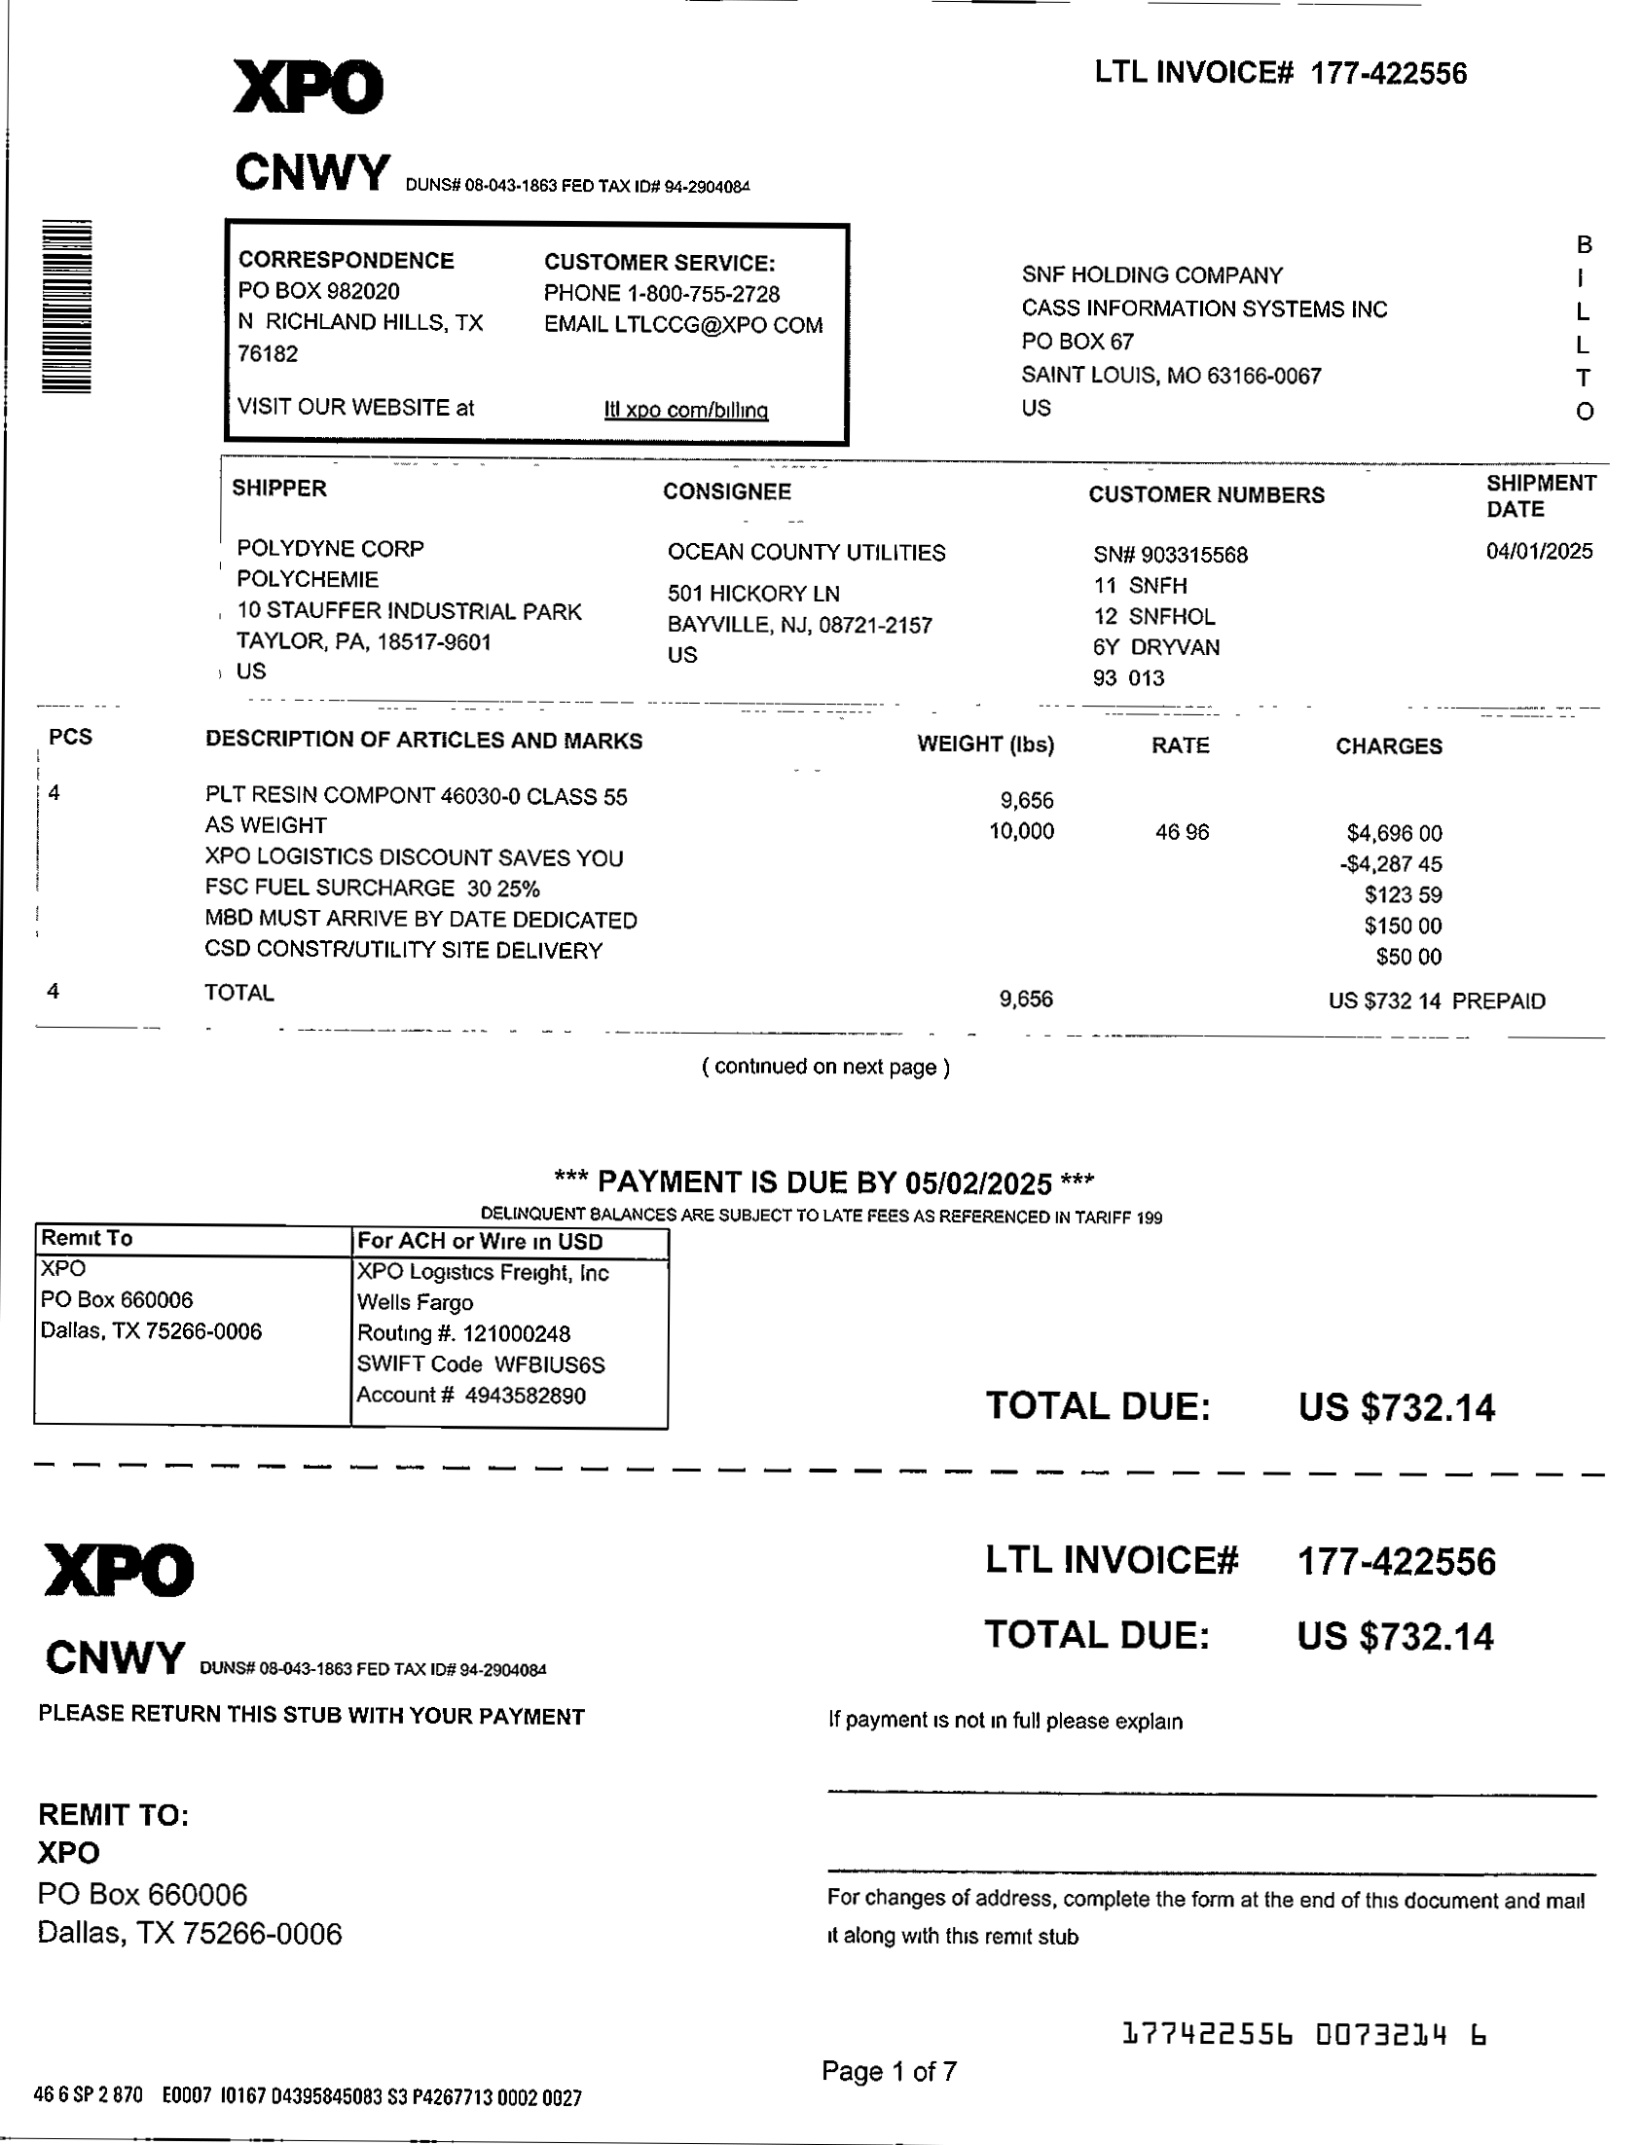 XPO
LTL INVOICE# 177-422556
CNWY DUNS# 08-043-1863 FED TAX ID# 94-2904084
CORRESPONDENCE
PO BOX 982020
N RICHLAND HILLS, TX
76182
CUSTOMER SERVICE:
PHONE 1-800-755-2728
EMAIL LTLCCG@XPO COM
VISIT OUR WEBSITE at ltl xpo com/billing
SNF HOLDING COMPANY
CASS INFORMATION SYSTEMS INC
PO BOX 67
SAINT LOUIS, MO 63166-0067
US
B
I
L
L
T
O
SHIPPER
POLYDYNE CORP
POLYCHEMIE
10 STAUFFER INDUSTRIAL PARK
TAYLOR, PA, 18517-9601
US
CONSIGNEE
OCEAN COUNTY UTILITIES
501 HICKORY LN
BAYVILLE, NJ, 08721-2157
US
CUSTOMER NUMBERS
SN# 903315568
11 SNFH
12 SNFHOL
6Y DRYVAN
93 013
SHIPMENT
DATE
04/01/2025
PCS DESCRIPTION OF ARTICLES AND MARKS WEIGHT (lbs) RATE CHARGES
4 PLT RESIN COMPONT 46030-0 CLASS 55 9,656
AS WEIGHT 10,000 46 96 $4,696 00
XPO LOGISTICS DISCOUNT SAVES YOU -$4,287 45
FSC FUEL SURCHARGE 30 25% $123 59
MBD MUST ARRIVE BY DATE DEDICATED $150 00
CSD CONSTR/UTILITY SITE DELIVERY $50 00
4 TOTAL 9,656 US $732 14 PREPAID
( continued on next page )
*** PAYMENT IS DUE BY 05/02/2025 ***
DELINQUENT BALANCES ARE SUBJECT TO LATE FEES AS REFERENCED IN TARIFF 199
Remit To
XPO
PO Box 660006
Dallas, TX 75266-0006
For ACH or Wire in USD
XPO Logistics Freight, Inc
Wells Fargo
Routing #. 121000248
SWIFT Code WFBIUS6S
Account # 4943582890
TOTAL DUE: US $732.14
XPO
LTL INVOICE# 177-422556
TOTAL DUE: US $732.14
CNWY DUNS# 08-043-1863 FED TAX ID# 94-2904084
PLEASE RETURN THIS STUB WITH YOUR PAYMENT
If payment is not in full please explain
REMIT TO:
XPO
PO Box 660006
Dallas, TX 75266-0006
For changes of address, complete the form at the end of this document and mail
it along with this remit stub
177422556 0073214 6
Page 1 of 7
46 6 SP 2 870 E0007 I0167 D4395845083 S3 P4267713 0002 0027